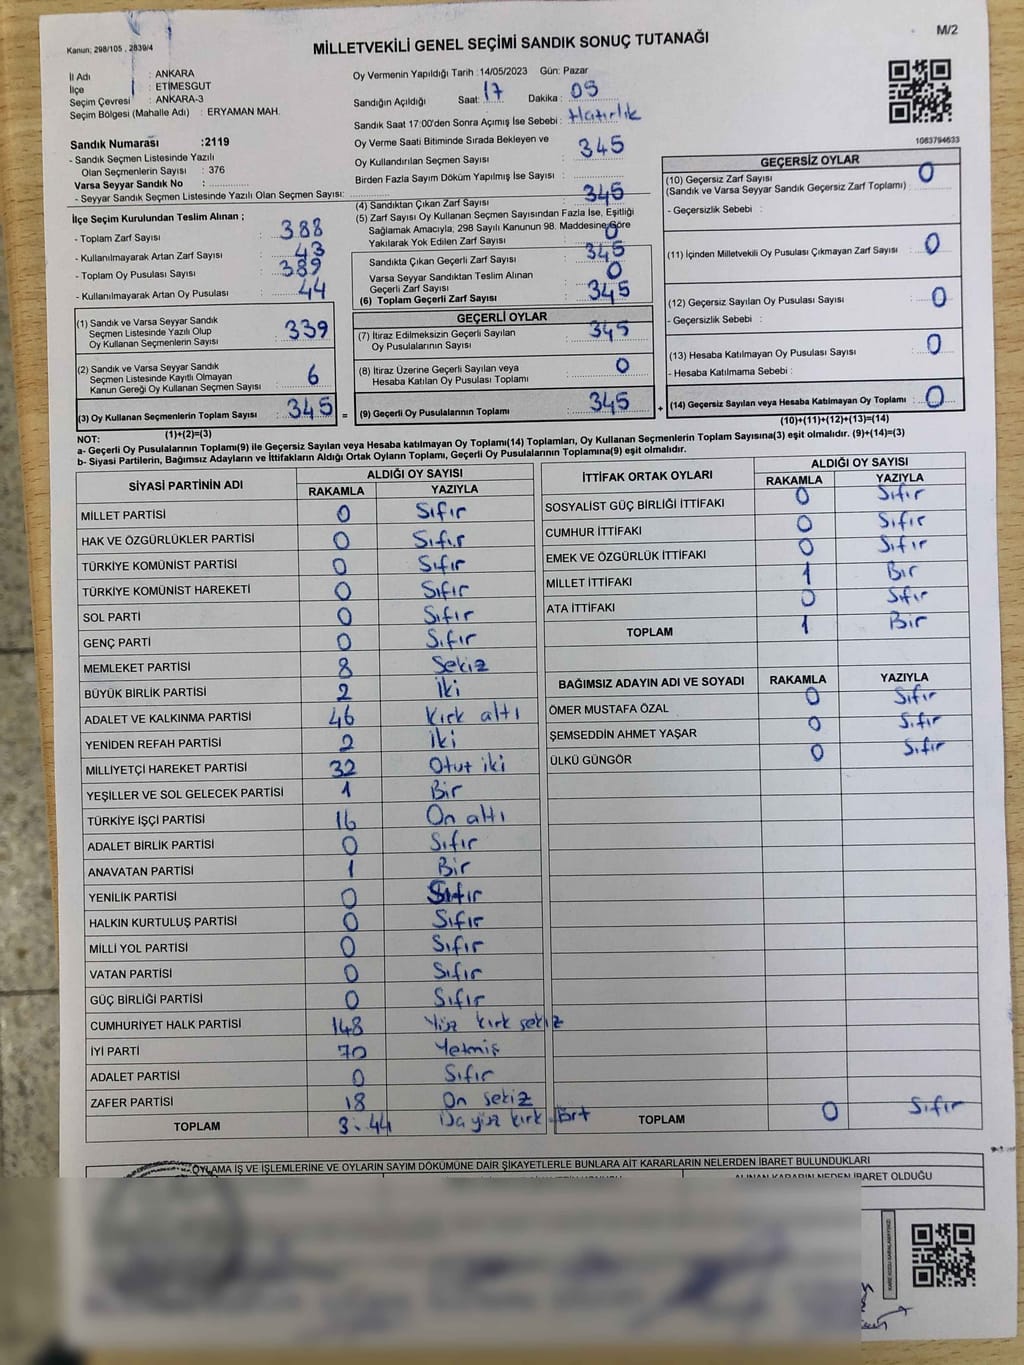 Kanun: 298/105 , 2839/4
M/2
MİLLETVEKİLİ GENEL SEÇİMİ SANDIK SONUÇ TUTANAĞI
İl Adı : ANKARA
İlçe : ETİMESGUT
Seçim Çevresi : ANKARA-3
Seçim Bölgesi (Mahalle Adı) : ERYAMAN MAH.
Sandık Numarası :2119
- Sandık Seçmen Listesinde Yazılı
Olan Seçmenlerin Sayısı : 376
Varsa Seyyar Sandık No :
- Seyyar Sandık Seçmen Listesinde Yazılı Olan Seçmen Sayısı:
Oy Vermenin Yapıldığı Tarih :14/05/2023 Gün: Pazar
Sandığın Açıldığı Saat: 17 Dakika : 05
Sandık Saat 17:00'den Sonra Açımış İse Sebebi : Hazırlık
Oy Verme Saati Bitiminde Sırada Bekleyen ve
Oy Kullandırılan Seçmen Sayısı : 345
Birden Fazla Sayım Döküm Yapılmış İse Sayısı :
1063794633
İlçe Seçim Kurulundan Teslim Alınan ;
- Toplam Zarf Sayısı : 388
- Kullanılmayarak Artan Zarf Sayısı : 43
- Toplam Oy Pusulası Sayısı : 389
- Kullanılmayarak Artan Oy Pusulası : 44
(1) Sandık ve Varsa Seyyar Sandık
Seçmen Listesinde Yazılı Olup
Oy Kullanan Seçmenlerin Sayısı : 339
(2) Sandık ve Varsa Seyyar Sandık
Seçmen Listesinde Kayıtlı Olmayan
Kanun Gereği Oy Kullanan Seçmen Sayısı : 6
(3) Oy Kullanan Seçmenlerin Toplam Sayısı : 345 =
(1)+(2)=(3)
(4) Sandıktan Çıkan Zarf Sayısı : 345
(5) Zarf Sayısı Oy Kullanan Seçmen Sayısından Fazla İse, Eşitliği
Sağlamak Amacıyla, 298 Sayılı Kanunun 98. Maddesine Göre
Yakılarak Yok Edilen Zarf Sayısı : 0
Sandıkta Çıkan Geçerli Zarf Sayısı : 345
Varsa Seyyar Sandıktan Teslim Alınan
Geçerli Zarf Sayısı : 0
(6) Toplam Geçerli Zarf Sayısı : 345
GEÇERLİ OYLAR
(7) İtiraz Edilmeksizin Geçerli Sayılan
Oy Pusulalarının Sayısı : 345
(8) İtiraz Üzerine Geçerli Sayılan veya
Hesaba Katılan Oy Pusulası Toplamı : 0
(9) Geçerli Oy Pusulalarının Toplamı : 345 +
GEÇERSİZ OYLAR
(10) Geçersiz Zarf Sayısı : 0
(Sandık ve Varsa Seyyar Sandık Geçersiz Zarf Toplamı)
- Geçersizlik Sebebi :
(11) İçinden Milletvekili Oy Pusulası Çıkmayan Zarf Sayısı : 0
(12) Geçersiz Sayılan Oy Pusulası Sayısı : 0
- Geçersizlik Sebebi :
(13) Hesaba Katılmayan Oy Pusulası Sayısı : 0
- Hesaba Katılmama Sebebi :
(14) Geçersiz Sayılan veya Hesaba Katılmayan Oy Toplamı : 0
(10)+(11)+(12)+(13)=(14)
NOT:
a- Geçerli Oy Pusulalarının Toplamı(9) ile Geçersiz Sayılan veya Hesaba katılmayan Oy Toplamı(14) Toplamları, Oy Kullanan Seçmenlerin Toplam Sayısına(3) eşit olmalıdır. (9)+(14)=(3)
b- Siyasi Partilerin, Bağımsız Adayların ve İttifakların Aldığı Ortak Oyların Toplamı, Geçerli Oy Pusulalarının Toplamına(9) eşit olmalıdır.
SİYASİ PARTİNİN ADI ALDIĞI OY SAYISI
RAKAMLA YAZIYLA
MİLLET PARTİSİ 0 Sıfır
HAK VE ÖZGÜRLÜKLER PARTİSİ 0 Sıfır
TÜRKİYE KOMÜNİST PARTİSİ 0 Sıfır
TÜRKİYE KOMÜNİST HAREKETİ 0 Sıfır
SOL PARTİ 0 Sıfır
GENÇ PARTİ 0 Sıfır
MEMLEKET PARTİSİ 8 Sekiz
BÜYÜK BİRLİK PARTİSİ 2 İki
ADALET VE KALKINMA PARTİSİ 46 Kırk altı
YENİDEN REFAH PARTİSİ 2 İki
MİLLİYETÇİ HAREKET PARTİSİ 32 Otuz iki
YEŞİLLER VE SOL GELECEK PARTİSİ 1 Bir
TÜRKİYE İŞÇİ PARTİSİ 16 On altı
ADALET BİRLİK PARTİSİ 0 Sıfır
ANAVATAN PARTİSİ 1 Bir
YENİLİK PARTİSİ 0 Sıfır
HALKIN KURTULUŞ PARTİSİ 0 Sıfır
MİLLİ YOL PARTİSİ 0 Sıfır
VATAN PARTİSİ 0 Sıfır
GÜÇ BİRLİĞİ PARTİSİ 0 Sıfır
CUMHURİYET HALK PARTİSİ 148 Yüz kırk sekiz
İYİ PARTİ 70 Yetmiş
ADALET PARTİSİ 0 Sıfır
ZAFER PARTİSİ 18 On sekiz
TOPLAM 344 kırk
İTTİFAK ORTAK OYLARI ALDIĞI OY SAYISI
RAKAMLA YAZIYLA
SOSYALİST GÜÇ BİRLİĞİ İTTİFAKI 0 Sıfır
CUMHUR İTTİFAKI 0 Sıfır
EMEK VE ÖZGÜRLÜK İTTİFAKI 0 Sıfır
MİLLET İTTİFAKI 1 Bir
ATA İTTİFAKI 0 Sıfır
TOPLAM 1 Bir
BAĞIMSIZ ADAYIN ADI VE SOYADI RAKAMLA YAZIYLA
ÖMER MUSTAFA ÖZAL 0 Sıfır
ŞEMSEDDİN AHMET YAŞAR 0 Sıfır
ÜLKÜ GÜNGÖR 0 Sıfır
TOPLAM 0 Sıfır
OYLAMA İŞ VE İŞLEMLERİNE VE OYLARIN SAYIM DÖKÜMÜNE DAİR ŞİKAYETLERLE BUNLARA AİT KARARLARIN NELERDEN İBARET BULUNDUKLARI
ALINAN KARARIN NEDEN İBARET OLDUĞU